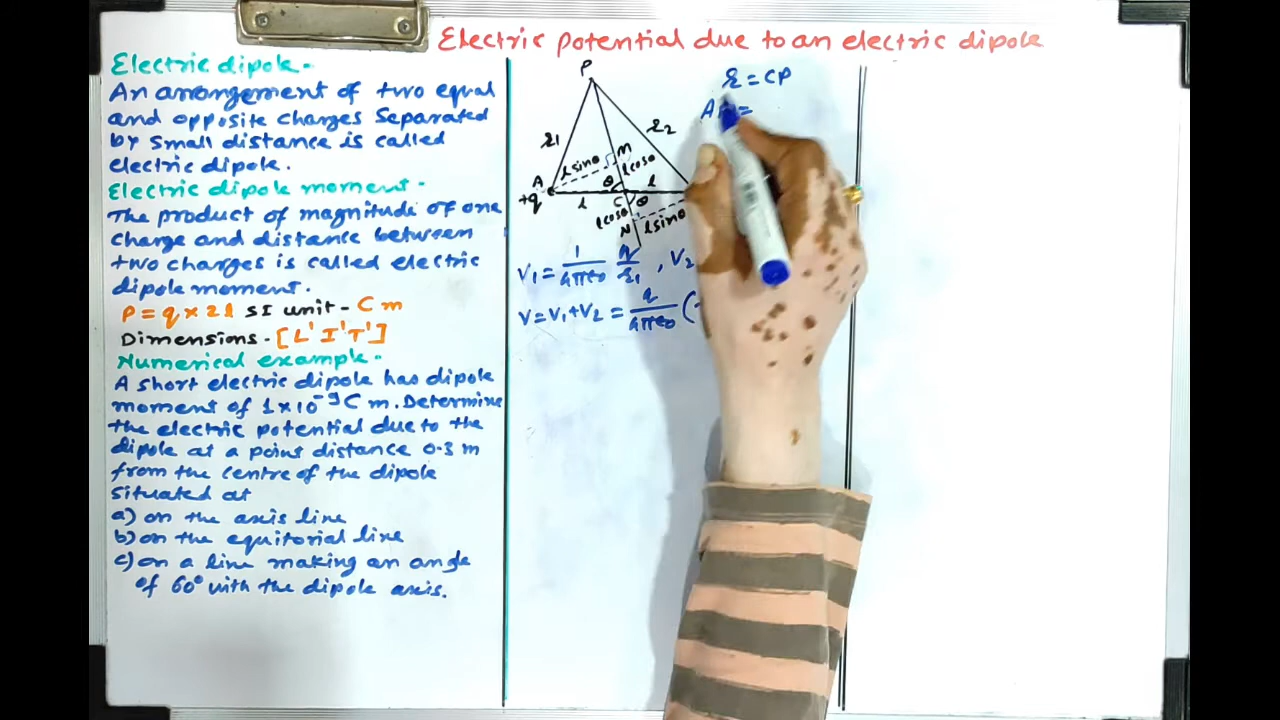 Electric potential due to an electric dipole
Electric dipole -
An arrangement of two equal
and opposite charges separated
by small distance is called
electric dipole.
Electric dipole moment -
The product of magnitude of one
charge and distance between
two charges is called electric
dipole moment.
P = q × 2l SI unit - C m
Dimensions - [L¹ I¹ T¹]
Numerical example -
A short electric dipole has dipole
moment of 1×10⁻⁹ C m. Determine
the electric potential due to the
dipole at a point distance 0.3 m
from the centre of the dipole
situated at
a) on the axis line
b) on the equitorial line
c) on a line making an angle
of 60° with the dipole axis.
P
r1
r2
M
l sinθ
l cosθ
A
+q
θ
l
C
θ
l
l cosθ
N
l sinθ
V1 = 1/4πε0 q/r1 , V2
V = V1 + V2 = q/4πε0 (
r = CP
A =